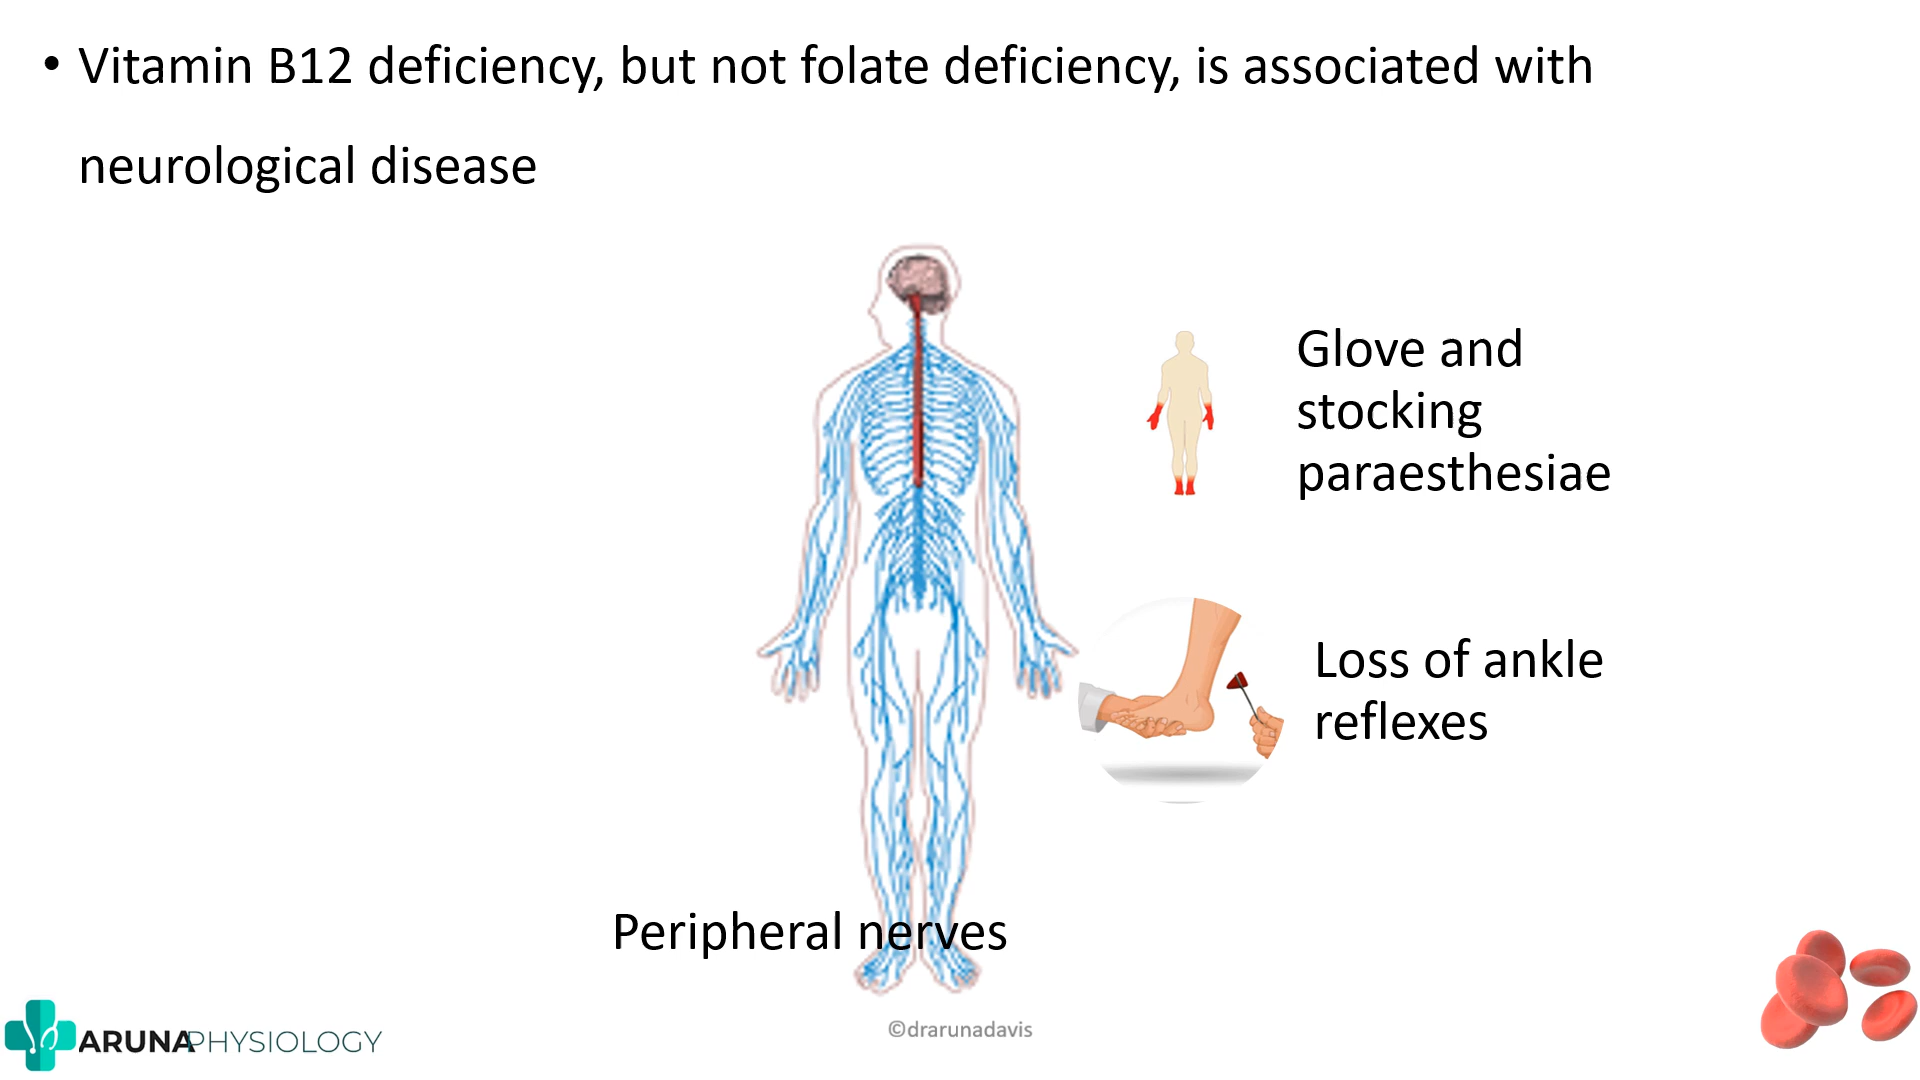 • Vitamin B12 deficiency, but not folate deficiency, is associated with
neurological disease
Glove and
stocking
paraesthesiae
Loss of ankle
reflexes
Peripheral nerves
ARUNAPHYSIOLOGY
©drarunadavis